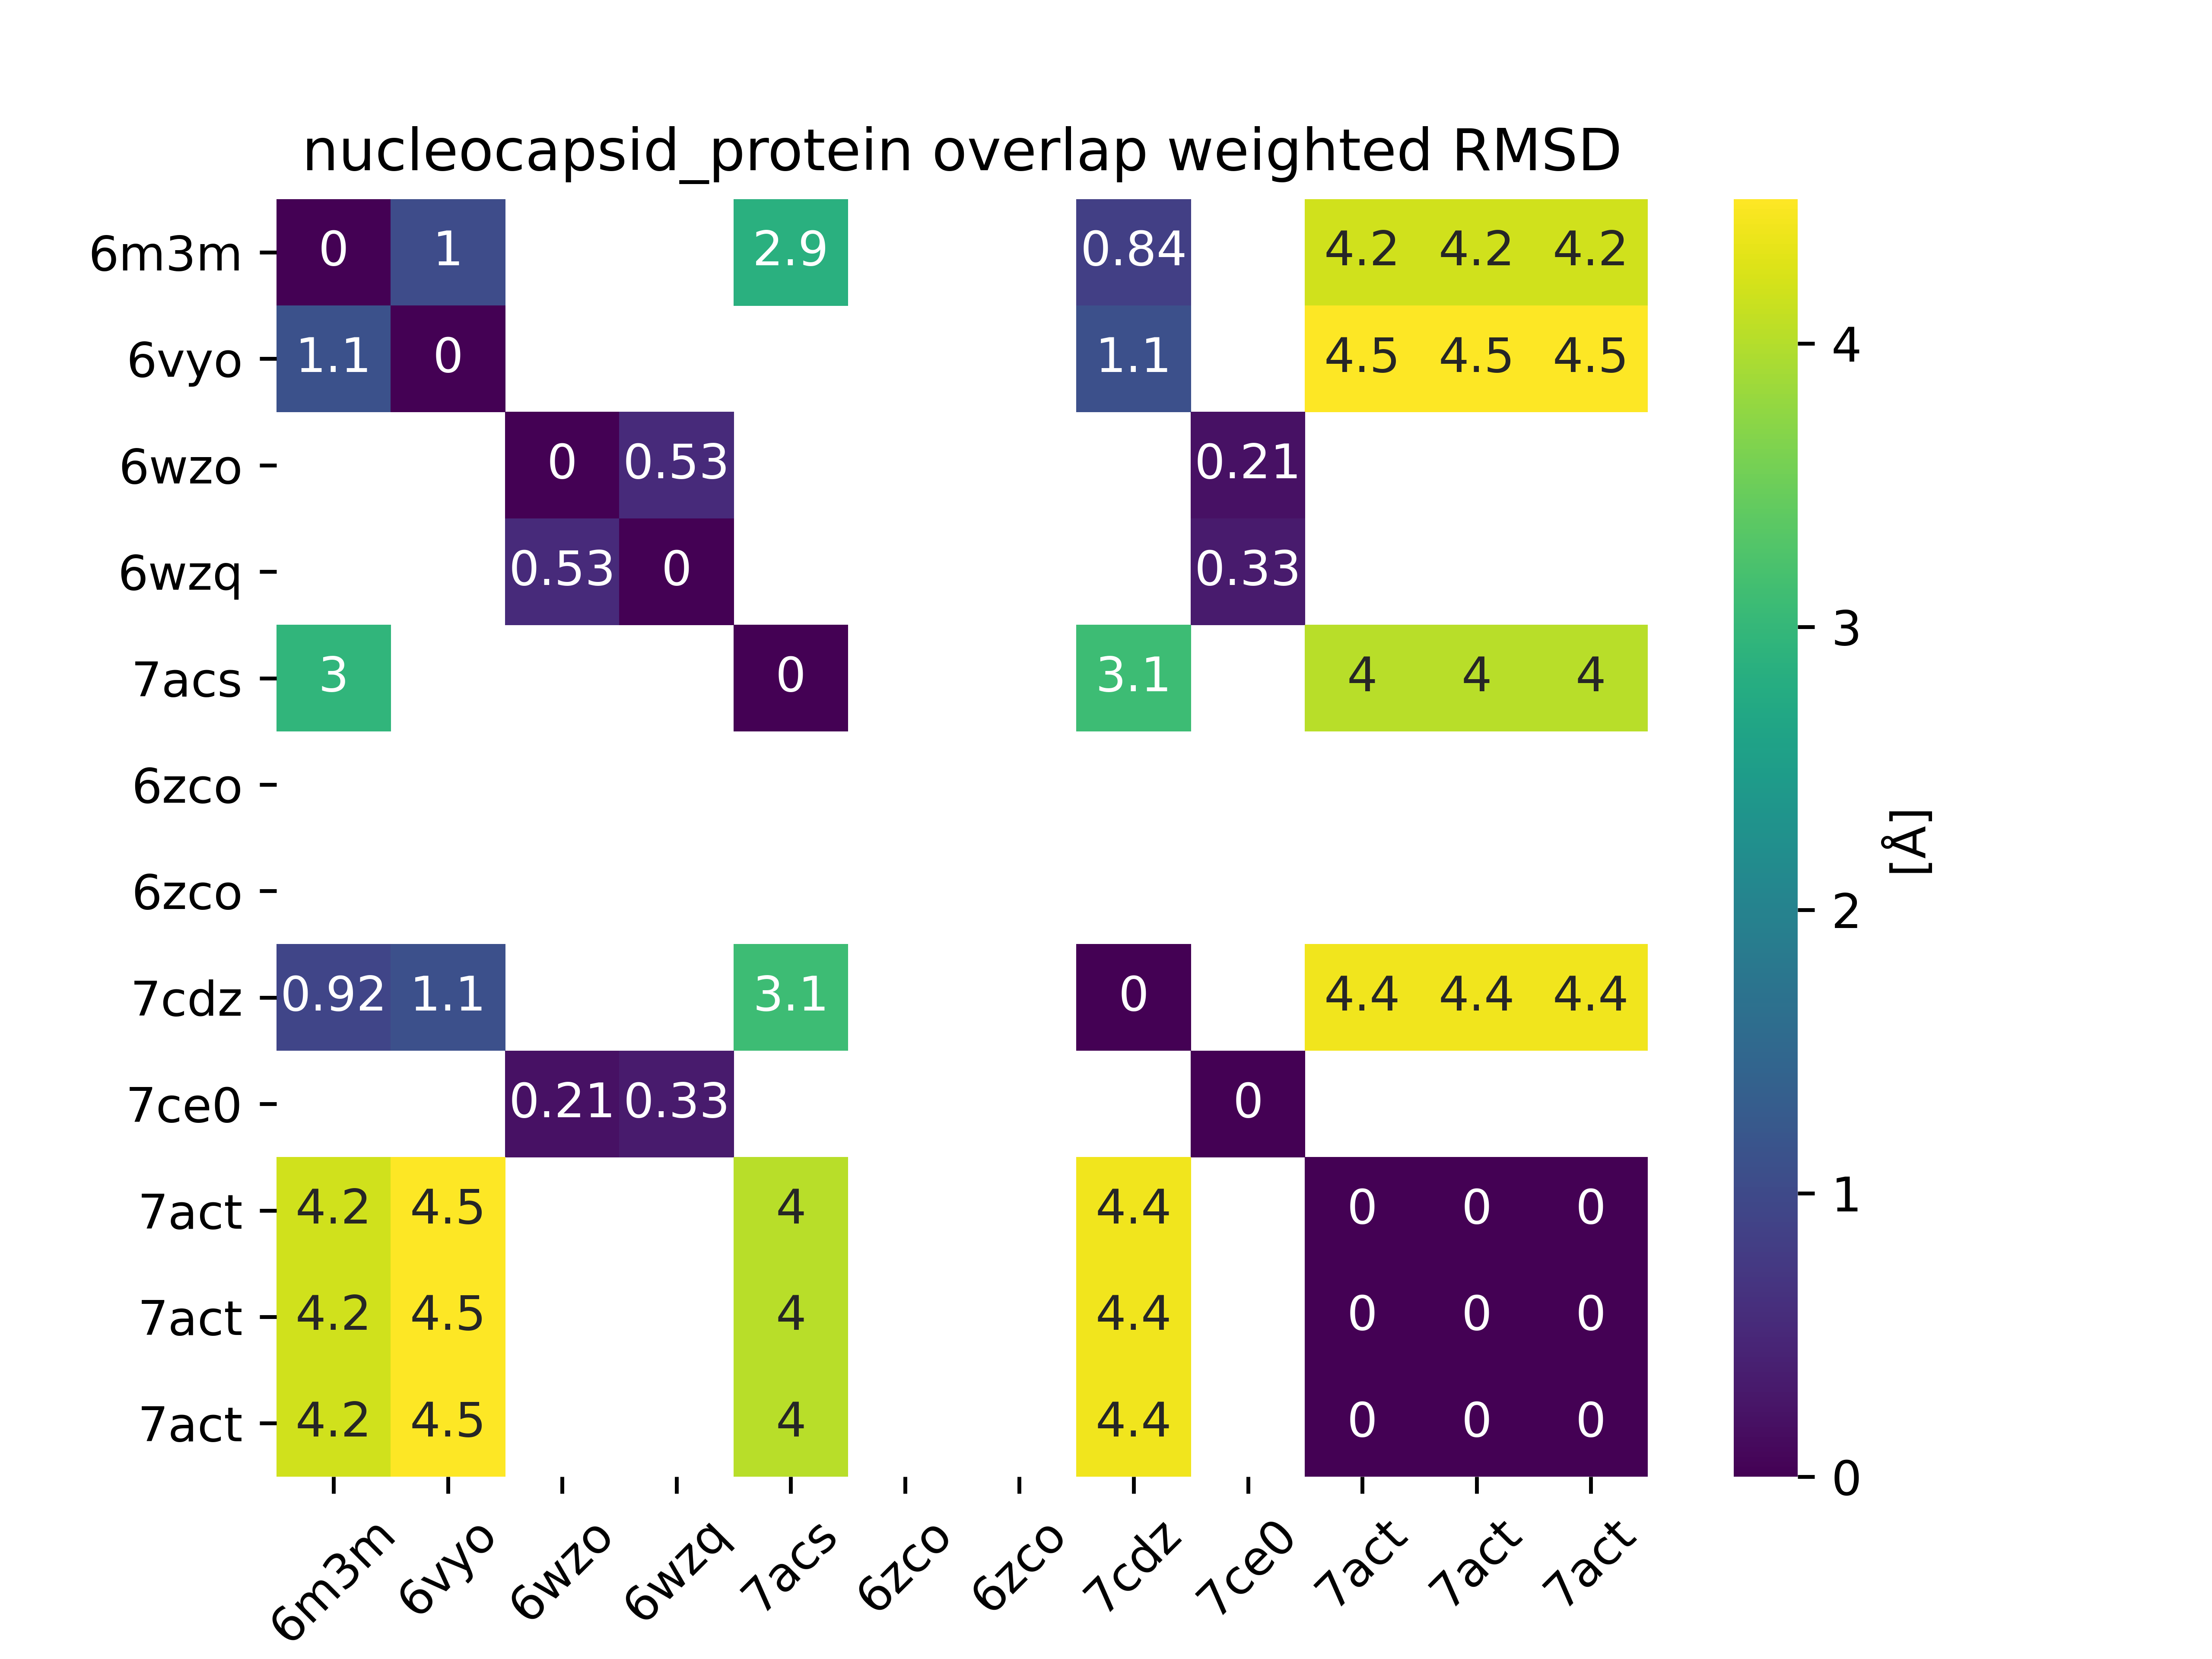 nucleocapsid_protein overlap weighted RMSD
6m3m 0 1 2.9 0.84 4.2 4.2 4.2
6vyo 1.1 0 1.1 4.5 4.5 4.5
6wzo 0 0.53 0.21
6wzq 0.53 0 0.33
7acs 3 0 3.1 4 4 4
6zco
6zco
7cdz 0.92 1.1 3.1 0 4.4 4.4 4.4
7ce0 0.21 0.33 0
7act 4.2 4.5 4 4.4 0 0 0
7act 4.2 4.5 4 4.4 0 0 0
7act 4.2 4.5 4 4.4 0 0 0
6m3m 6vyo 6wzo 6wzq 7acs 6zco 6zco 7cdz 7ce0 7act 7act 7act
4
3
2
1
0
[Å]